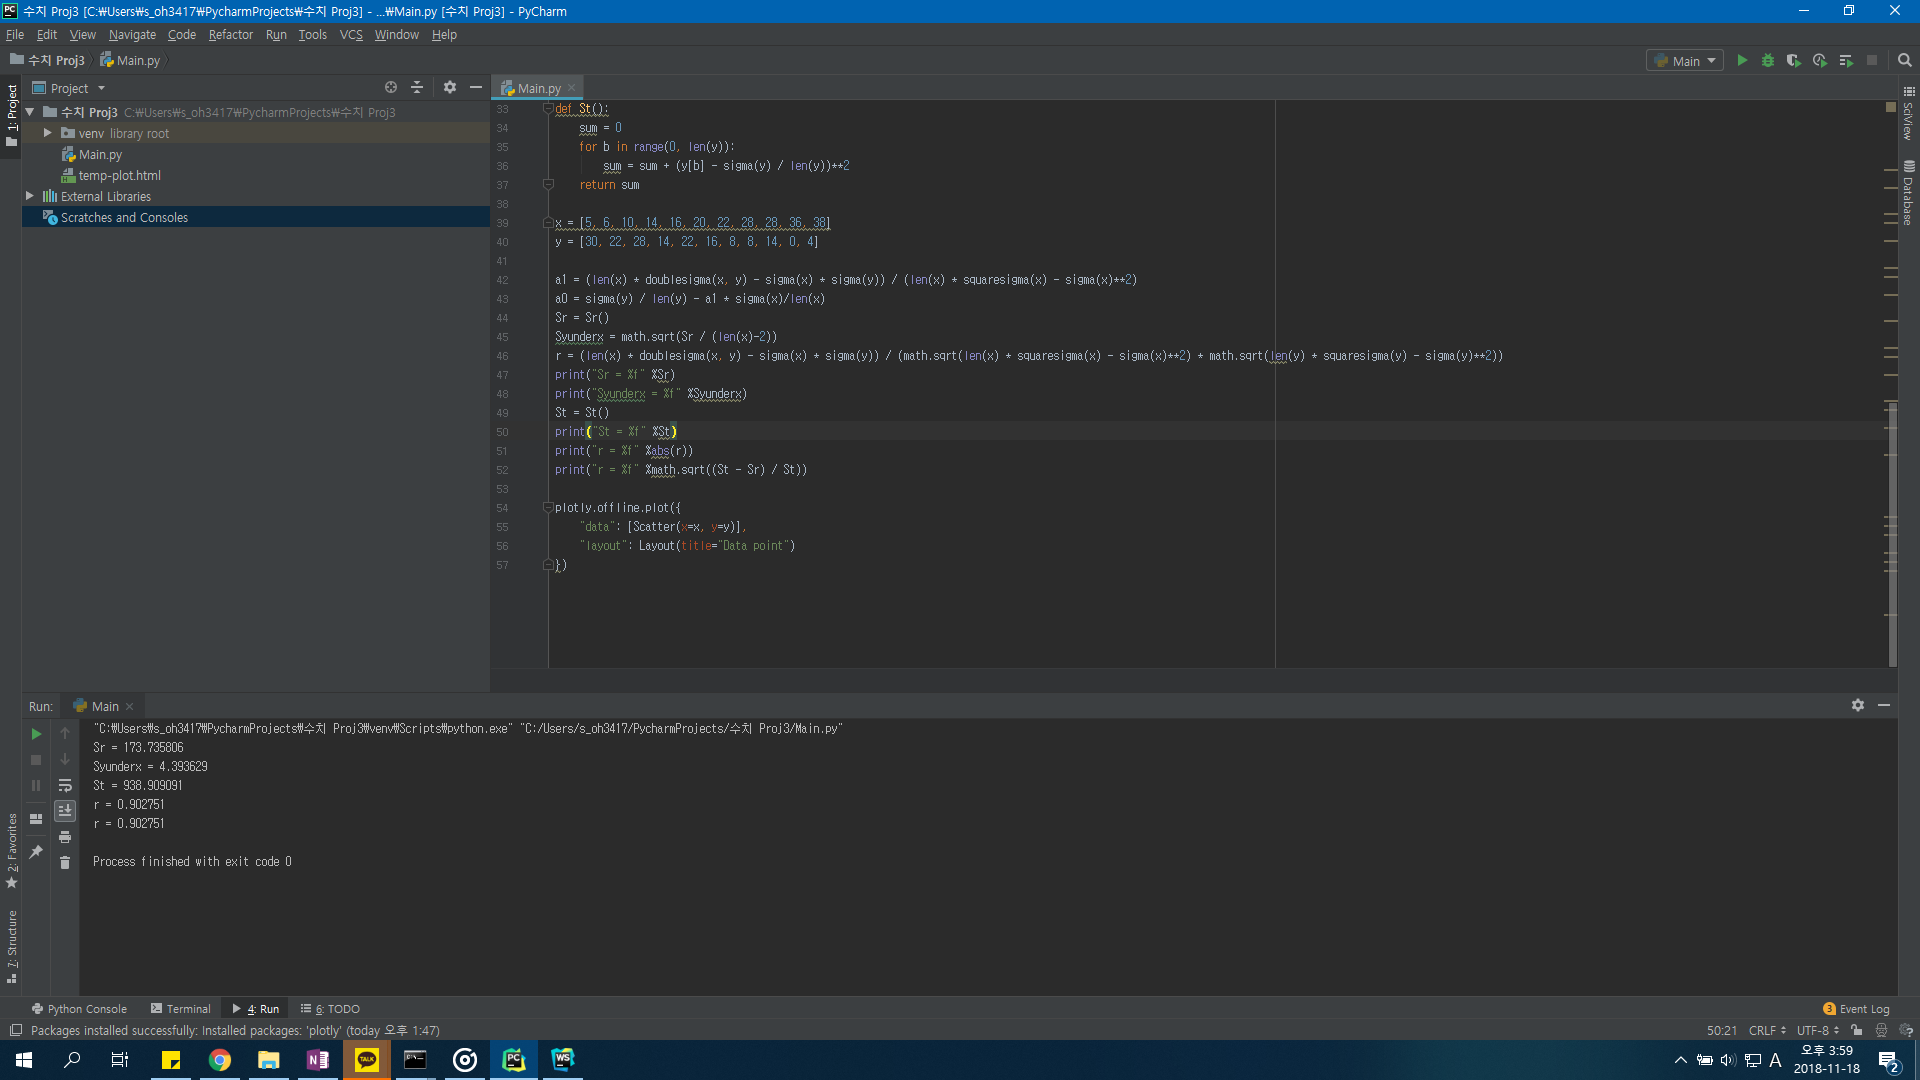 수치 Proj3 [C:₩Users₩s_oh3417₩PycharmProjects₩수치 Proj3] - ...₩Main.py [수치 Proj3] - PyCharm
File Edit View Navigate Code Refactor Run Tools VCS Window Help
수치 Proj3 Main.py
Main
Project
Main.py
1: Project
수치 Proj3 C:₩Users₩s_oh3417₩PycharmProjects₩수치 Proj3
venv library root
Main.py
temp-plot.html
External Libraries
Scratches and Consoles
33 def St():
34 sum = 0
35 for b in range(0, len(y)):
36 sum = sum + (y[b] - sigma(y) / len(y))**2
37 return sum
38
39 x = [5, 6, 10, 14, 16, 20, 22, 28, 28, 36, 38]
40 y = [30, 22, 28, 14, 22, 16, 8, 8, 14, 0, 4]
41
42 a1 = (len(x) * doublesigma(x, y) - sigma(x) * sigma(y)) / (len(x) * squaresigma(x) - sigma(x)**2)
43 a0 = sigma(y) / len(y) - a1 * sigma(x)/len(x)
44 Sr = Sr()
45 Syunderx = math.sqrt(Sr / (len(x)-2))
46 r = (len(x) * doublesigma(x, y) - sigma(x) * sigma(y)) / (math.sqrt(len(x) * squaresigma(x) - sigma(x)**2) * math.sqrt(len(y) * squaresigma(y) - sigma(y)**2))
47 print("Sr = %f" %Sr)
48 print("Syunderx = %f" %Syunderx)
49 St = St()
50 print("St = %f" %St)
51 print("r = %f" %abs(r))
52 print("r = %f" %math.sqrt((St - Sr) / St))
53
54 plotly.offline.plot({
55 "data": [Scatter(x=x, y=y)],
56 "layout": Layout(title="Data point")
57 })
SciView
Database
Run: Main
"C:₩Users₩s_oh3417₩PycharmProjects₩수치 Proj3₩venv₩Scripts₩python.exe" "C:/Users/s_oh3417/PycharmProjects/수치 Proj3/Main.py"
Sr = 173.735806
Syunderx = 4.393629
St = 938.909091
r = 0.902751
r = 0.902751
Process finished with exit code 0
2: Favorites
7: Structure
Python Console Terminal 4: Run 6: TODO
3 Event Log
Packages installed successfully: Installed packages: 'plotly' (today 오후 1:47)
50:21 CRLF UTF-8
TALK
PC
WS
A
오후 3:59
2018-11-18
2